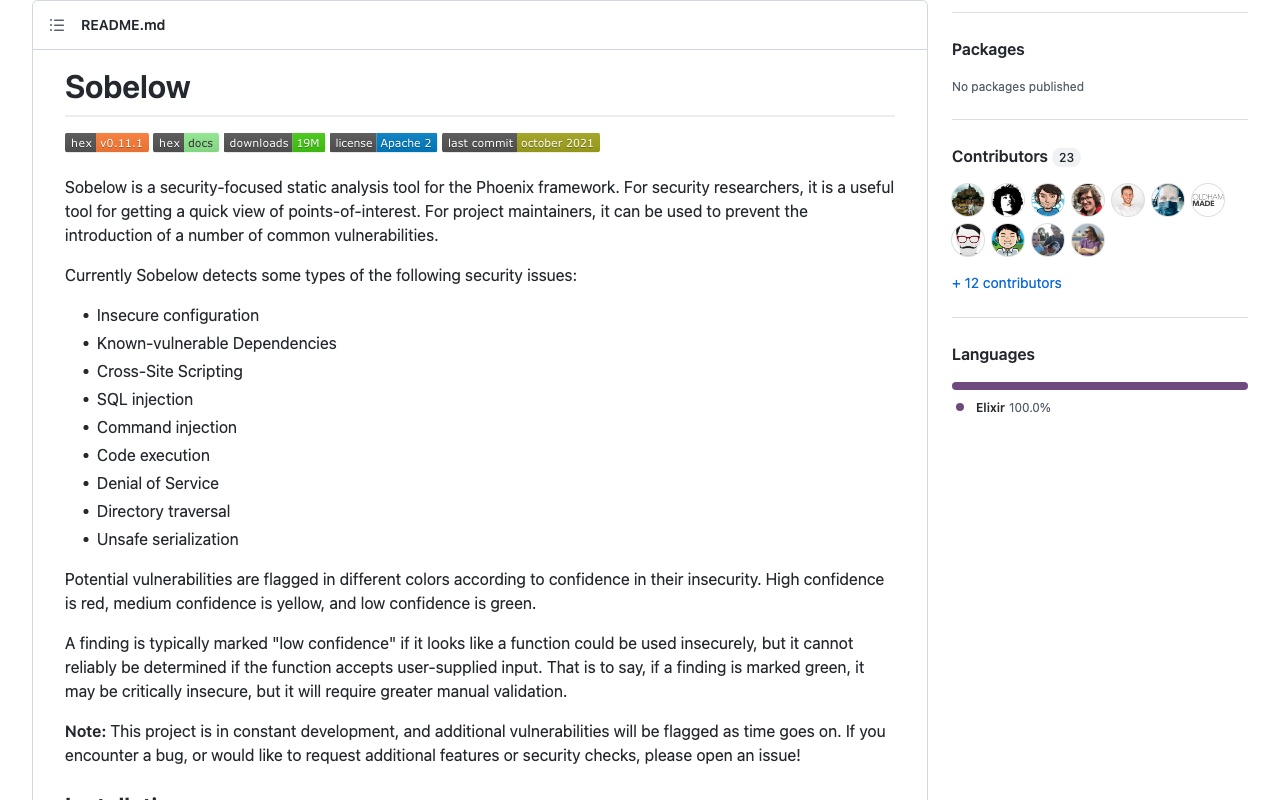 README.md
Sobelow
hex v0.11.1 hex docs downloads 19M license Apache 2 last commit october 2021
Sobelow is a security-focused static analysis tool for the Phoenix framework. For security researchers, it is a useful
tool for getting a quick view of points-of-interest. For project maintainers, it can be used to prevent the
introduction of a number of common vulnerabilities.
Currently Sobelow detects some types of the following security issues:
• Insecure configuration
• Known-vulnerable Dependencies
• Cross-Site Scripting
• SQL injection
• Command injection
• Code execution
• Denial of Service
• Directory traversal
• Unsafe serialization
Potential vulnerabilities are flagged in different colors according to confidence in their insecurity. High confidence
is red, medium confidence is yellow, and low confidence is green.
A finding is typically marked "low confidence" if it looks like a function could be used insecurely, but it cannot
reliably be determined if the function accepts user-supplied input. That is to say, if a finding is marked green, it
may be critically insecure, but it will require greater manual validation.
Note: This project is in constant development, and additional vulnerabilities will be flagged as time goes on. If you
encounter a bug, or would like to request additional features or security checks, please open an issue!
Packages
No packages published
Contributors 23
OLDHAM
MADE
+ 12 contributors
Languages
Elixir 100.0%